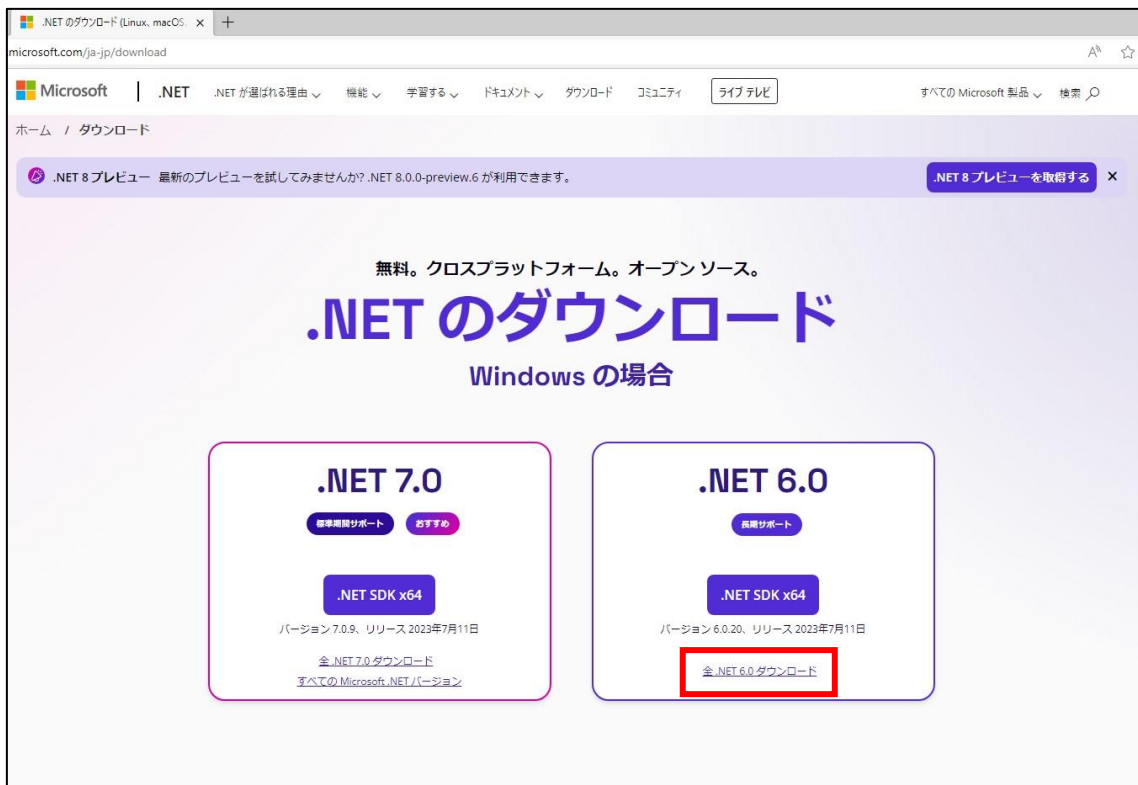 .NET のダウンロード (Linux、macOS、
microsoft.com/ja-jp/download
Microsoft .NET .NET が選ばれる理由 機能 学習する ドキュメント ダウンロード コミュニティ ライブ テレビ すべての Microsoft 製品 検索
ホーム / ダウンロード
.NET 8 プレビュー 最新のプレビューを試してみませんか? .NET 8.0.0-preview.6 が利用できます。 .NET 8 プレビューを取得する
無料。クロスプラットフォーム。オープン ソース。
.NET のダウンロード
Windows の場合
.NET 7.0
標準期間サポート おすすめ
.NET SDK x64
バージョン 7.0.9、リリース 2023年7月11日
全 .NET 7.0 ダウンロード
すべての Microsoft .NET バージョン
.NET 6.0
長期サポート
.NET SDK x64
バージョン 6.0.20、リリース 2023年7月11日
全 .NET 6.0 ダウンロード